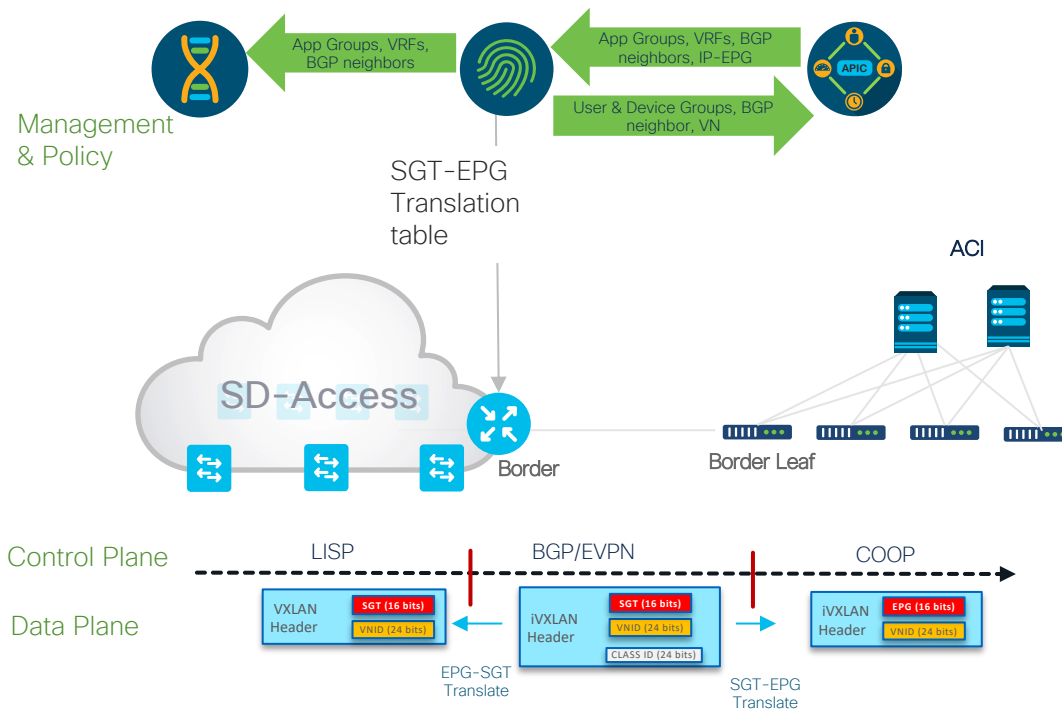 App Groups, VRFs,
BGP neighbors
App Groups, VRFs, BGP
neighbors, IP-EPG
APIC
User & Device Groups, BGP
neighbor, VN
Management
& Policy
SGT-EPG
Translation
table
ACI
SD-Access
Border
Border Leaf
Control Plane
LISP
BGP/EVPN
COOP
Data Plane
VXLAN
Header
SGT (16 bits)
VNID (24 bits)
iVXLAN
Header
SGT (16 bits)
VNID (24 bits)
CLASS ID (24 bits)
iVXLAN
Header
EPG (16 bits)
VNID (24 bits)
EPG-SGT
Translate
SGT-EPG
Translate